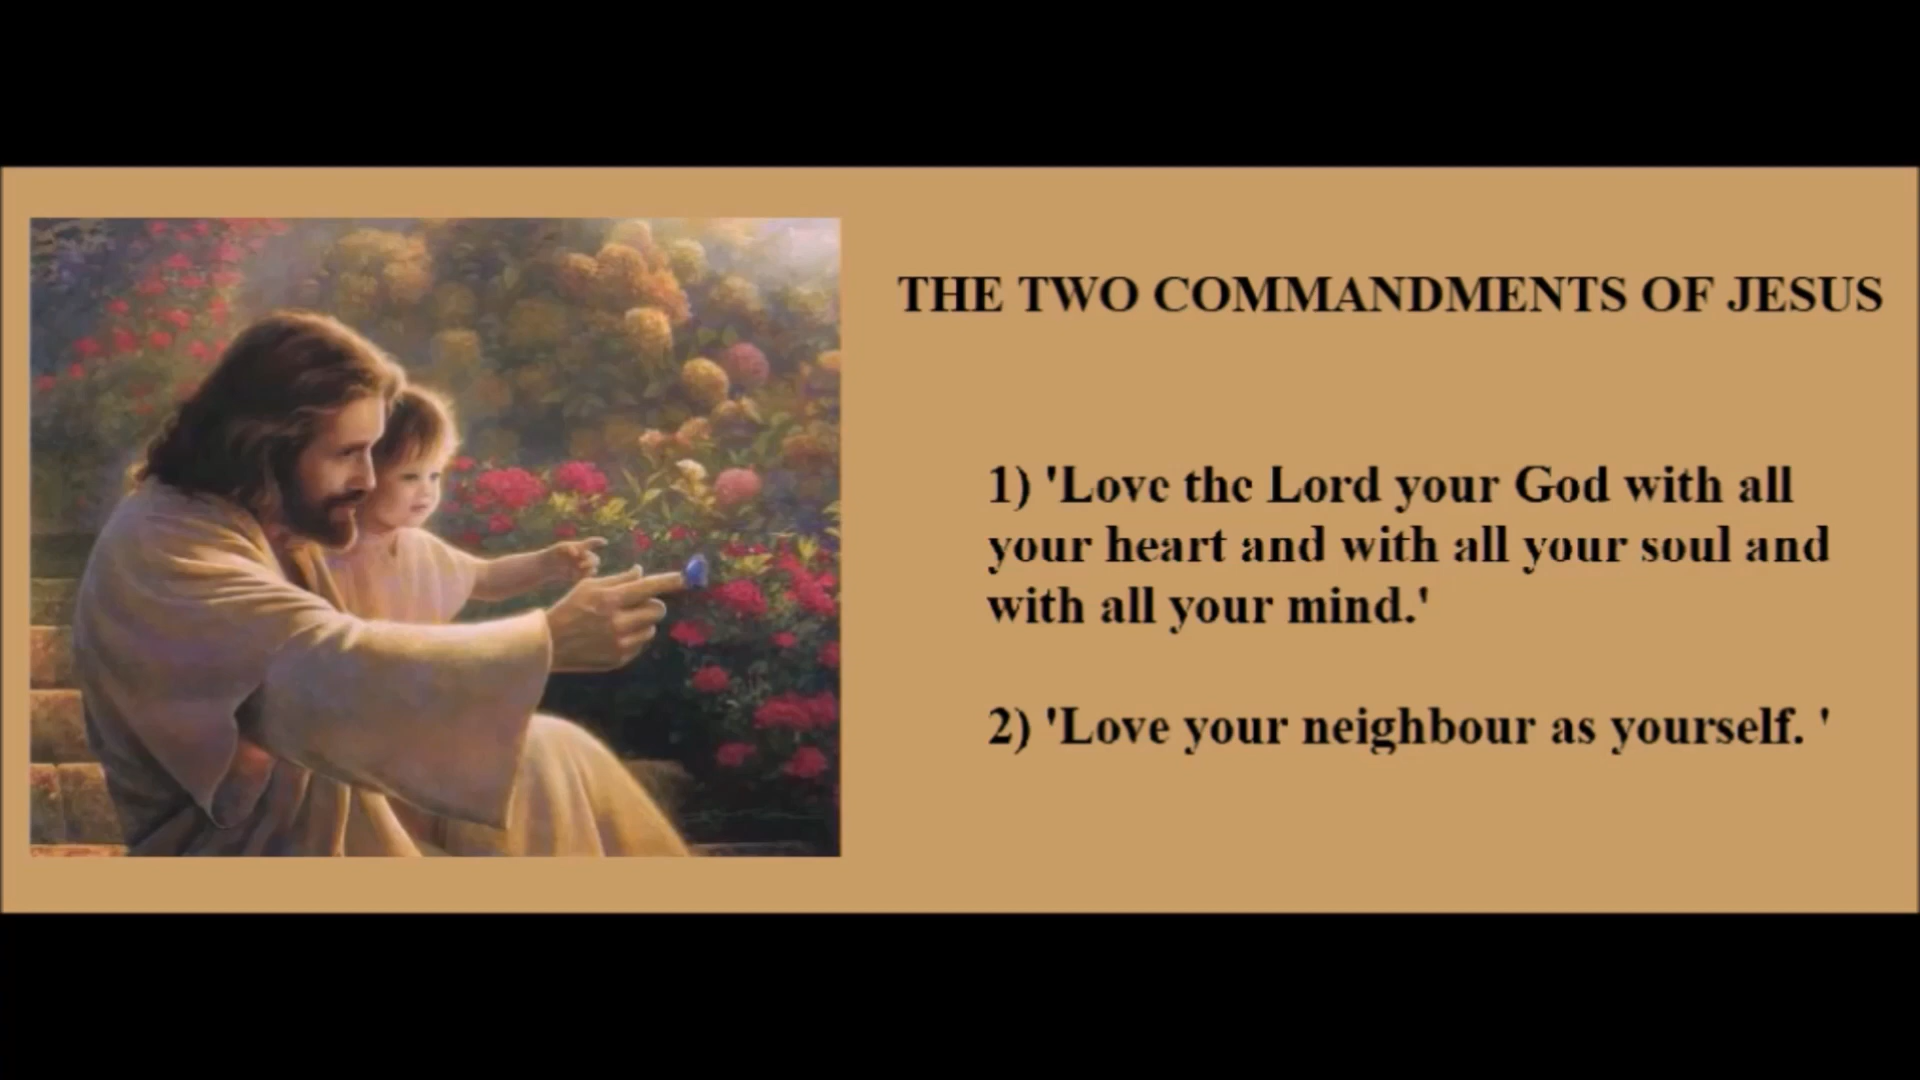 THE TWO COMMANDMENTS OF JESUS
1) 'Love the Lord your God with all
your heart and with all your soul and
with all your mind.'
2) 'Love your neighbour as yourself. '